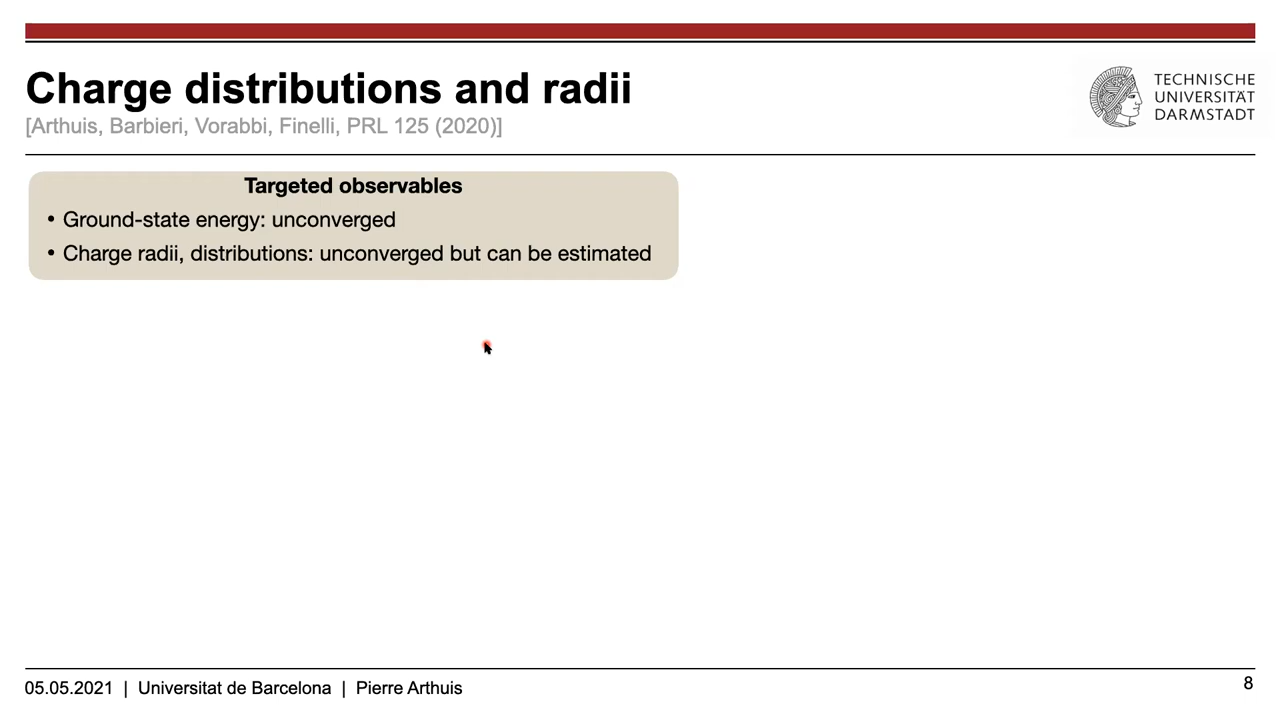 Charge distributions and radii
[Arthuis, Barbieri, Vorabbi, Finelli, PRL 125 (2020)]
TECHNISCHE
UNIVERSITÄT
DARMSTADT
Targeted observables
• Ground-state energy: unconverged
• Charge radii, distributions: unconverged but can be estimated
05.05.2021 | Universitat de Barcelona | Pierre Arthuis
8